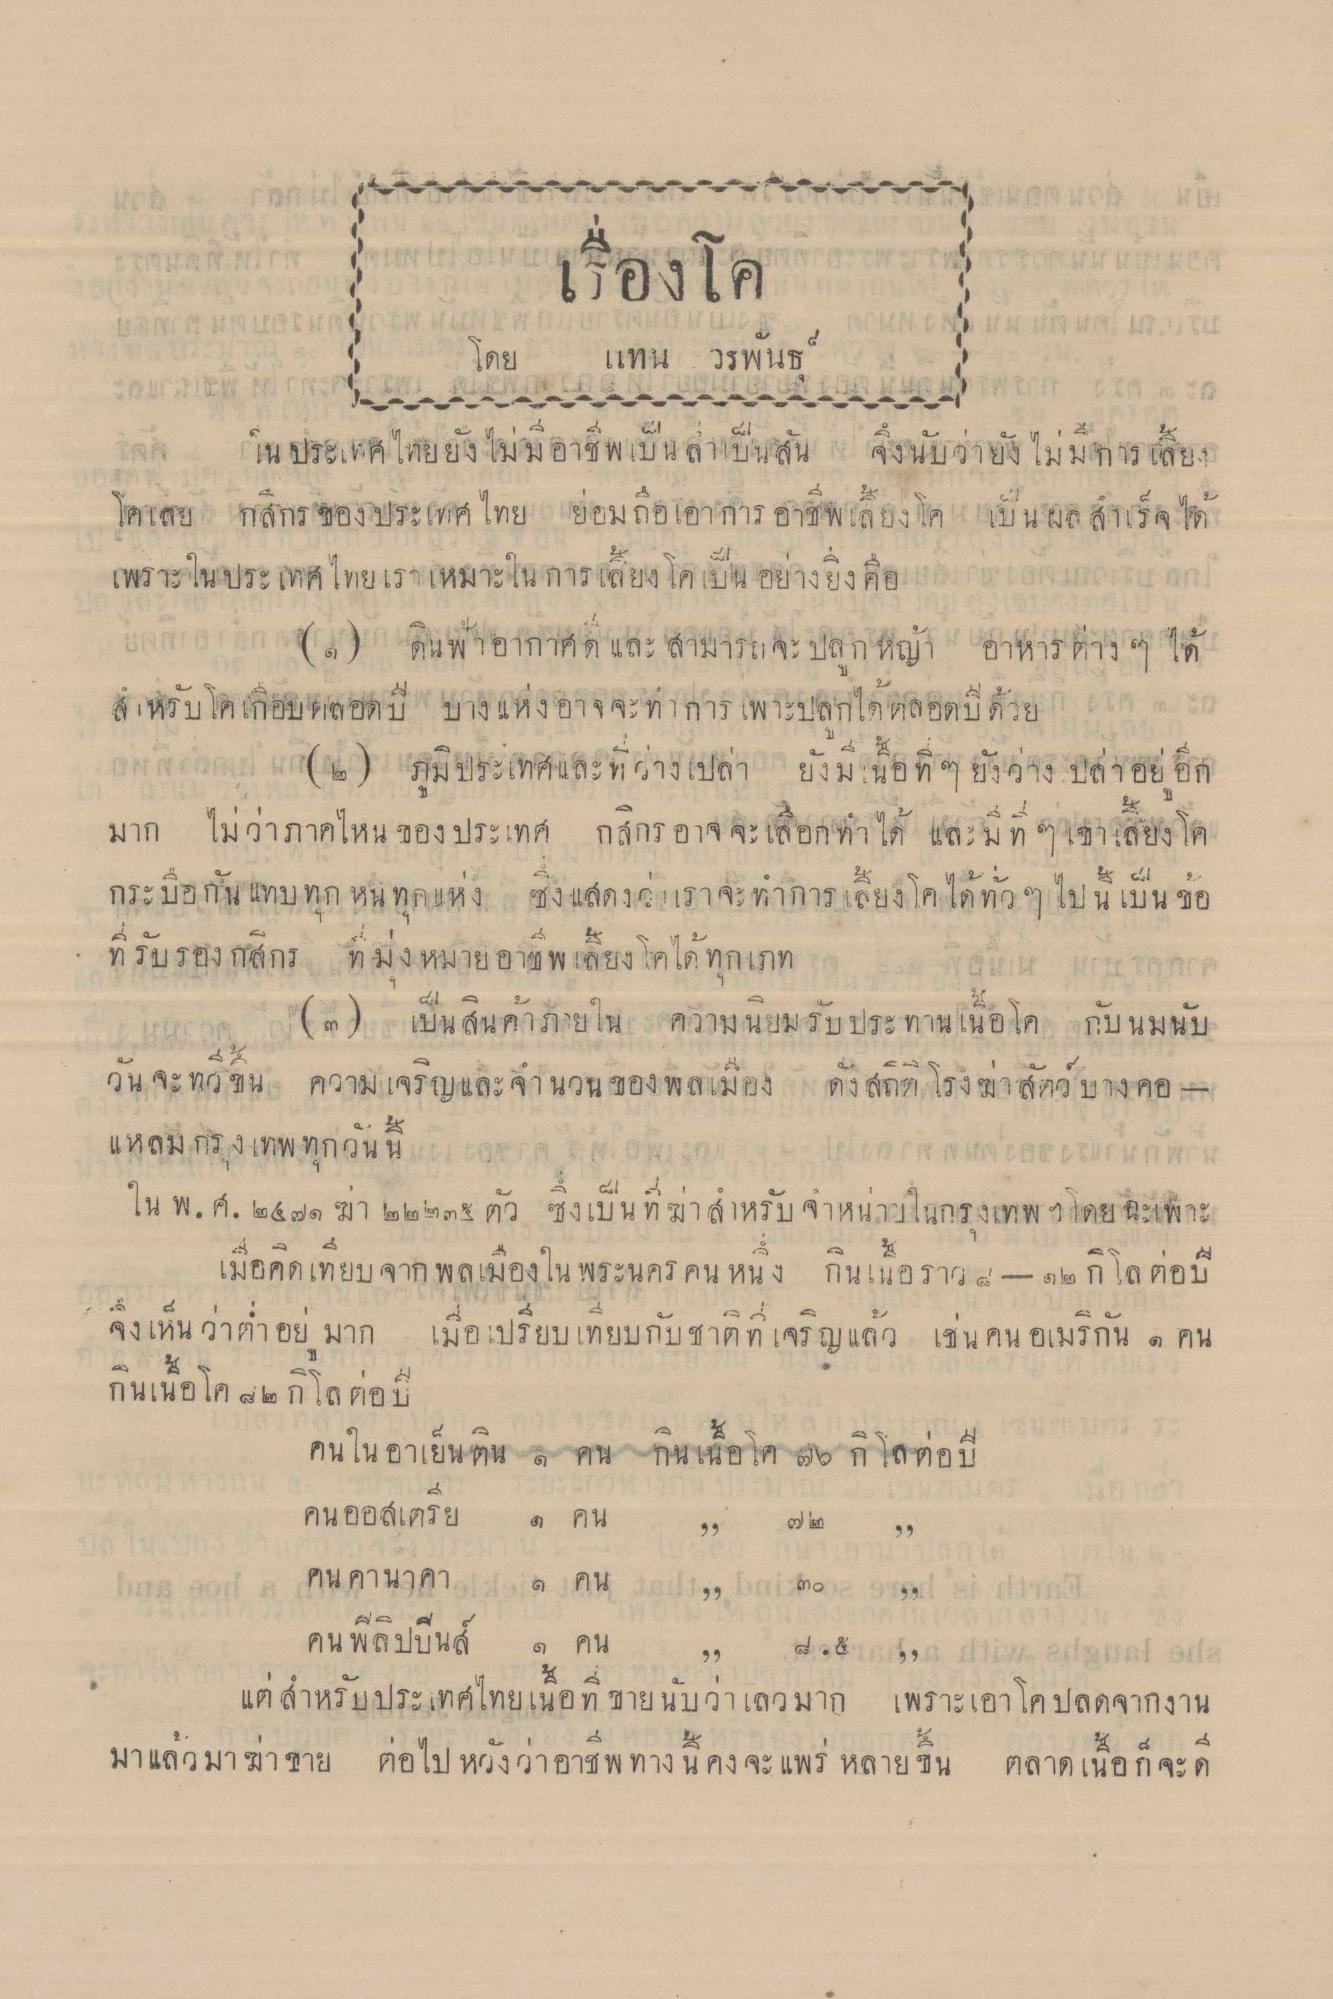 เรื่องโค
โดย แทน วรพันธุ์
ในประเทศไทยยังไม่มีอาชีพเป็นล่ำเป็นสัน จึงนับว่ายังไม่มีการเลี้ยง
โคเลย กสิกรของประเทศไทย ย่อมถือเอาการอาชีพเลี้ยงโค เป็นผลสำเร็จได้
เพราะในประเทศไทยเราเหมาะในการเลี้ยงโคเป็นอย่างยิ่งคือ
(๑) ดินฟ้าอากาศดีและสามารถจะปลูกหญ้า อาหารต่างๆ ได้
สำหรับโคเกือบตลอดปี บางแห่งอาจจะทำการเพาะปลูกได้ตลอดปีด้วย
(๒) ภูมิประเทศและที่ว่างเปล่า ยังมีเนื้อที่ๆ ยังว่างปล่าอยู่อีก
มาก ไม่ว่าภาคไหนของประเทศ กสิกรอาจจะเลือกทำได้ และมีที่ๆ เขาเลี้ยงโค
กระบือกันแทบทุกหนทุกแห่ง ซึ่งแสดงว่าเราจะทำการเลี้ยงโคได้ทั่วๆ ไปนี้เป็นข้อ
ที่รับรองกสิกร ที่มุ่งหมายอาชีพเลี้ยงโคได้ทุกเภท
(๓) เป็นสินค้าภายใน ความนิยมรับประทานเนื้อโค กับนมนับ
วันจะทวีขึ้น ความเจริญและจำนวนของพลเมือง ดังสถิติโรงฆ่าสัตว์บางคอ —
แหลมกรุงเทพทุกวันนี้
ใน พ.ศ. ๒๔๗๑ ฆ่า ๒๒๒๓๕ ตัว ซึ่งเป็นที่ฆ่าสำหรับจำหน่ายในกรุงเทพฯโดยฉะเพาะ
เมื่อคิดเทียบจากพลเมืองในพระนครคนหนึ่ง กินเนื้อราว ๘ — ๑๒ กิโลต่อปี
จึงเห็นว่าต่ำอยู่มาก เมื่อเปรียบเทียบกับชาติที่เจริญแล้ว เช่นคนอเมริกัน ๑ คน
กินเนื้อโค ๘๒ กิโลต่อปี
คนในอาเย็นติน ๑ คน กินเนื้อโค ๗๖ กิโลต่อปี
คนออสเตรีย ๑ คน ,, ๗๒ ,,
คนคานาดา ๑ คน ,, ๓๐ ,,
คนฟิลิปปีนส์ ๑ คน ,, ๘.๕ ,,
แต่สำหรับประเทศไทยเนื้อที่ขายนับว่าเลวมาก เพราะเอาโคปลดจากงาน
มาแล้วมาฆ่าขาย ต่อไปหวังว่าอาชีพทางนี้คงจะแพร่หลายขึ้น ตลาดเนื้อก็จะดี